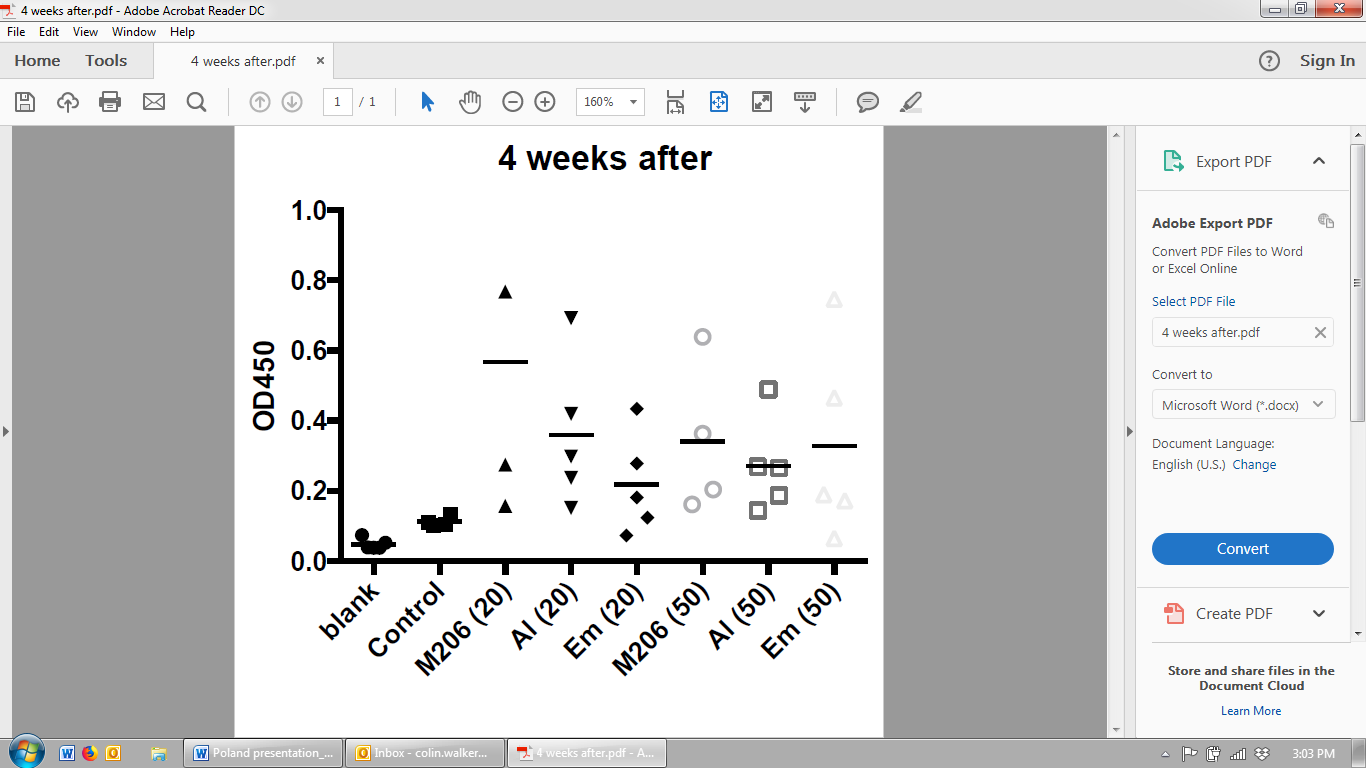 4 weeks after.pdf - Adobe Acrobat Reader DC
File Edit View Window Help
Home Tools 4 weeks after.pdf × ? Sign In
1 / 1 160%
4 weeks after
1.0
0.8
0.6
0.4
0.2
0.0
OD450
blank
Control
M206 (20)
Al (20)
Em (20)
M206 (50)
Al (50)
Em (50)
Export PDF
Adobe Export PDF
Convert PDF Files to Word
or Excel Online
Select PDF File
4 weeks after.pdf
Convert to
Microsoft Word (*.docx)
Document Language:
English (U.S.) Change
Convert
Create PDF
Store and share files in the
Document Cloud
Learn More
Poland presentation_... Inbox - colin.walker... 4 weeks after.pdf - A... 3:03 PM